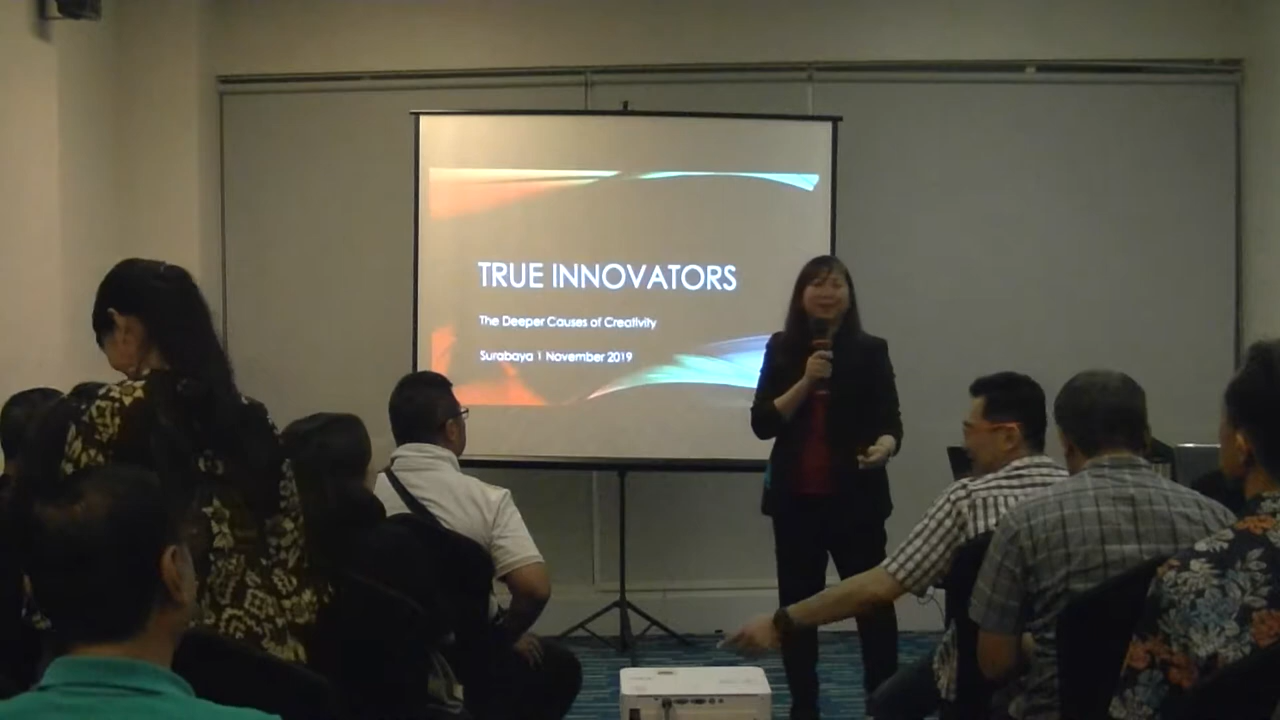 TRUE INNOVATORS
The Deeper Causes of Creativity
Surabaya 1 November 2019